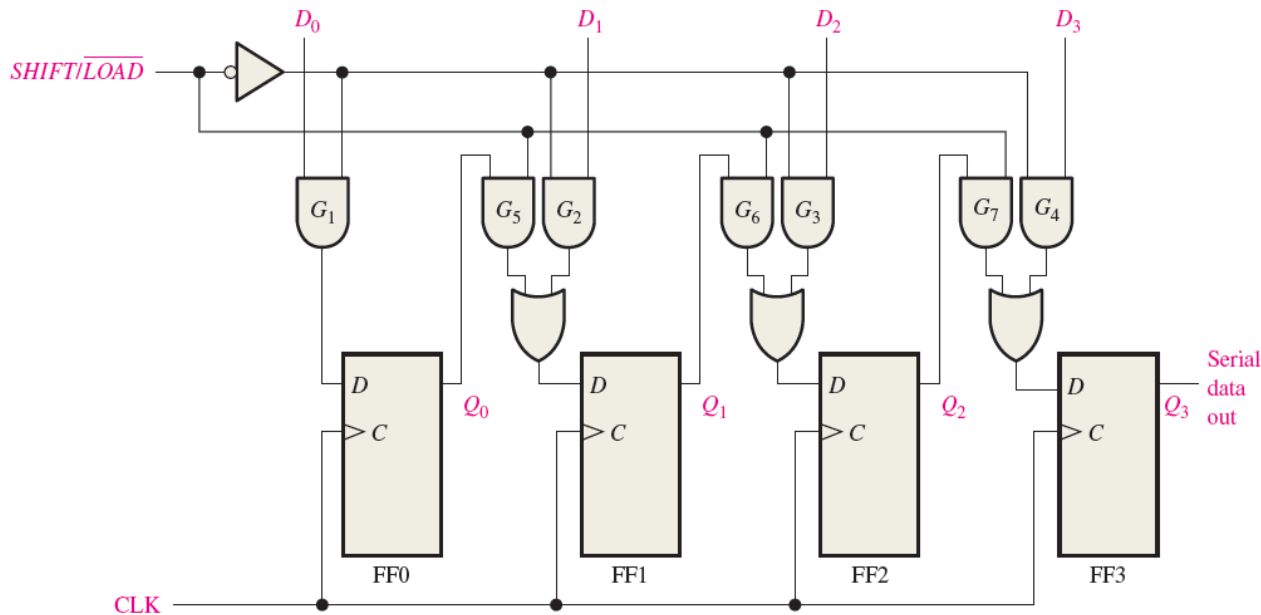 D₀ D₁ D₂ D₃
SHIFT/L̅O̅A̅D̅
G₁ G₅ G₂ G₆ G₃ G₇ G₄
D Q₀ D Q₁ D Q₂ D Q₃
C C C C
Serial
data
out
FF0 FF1 FF2 FF3
CLK